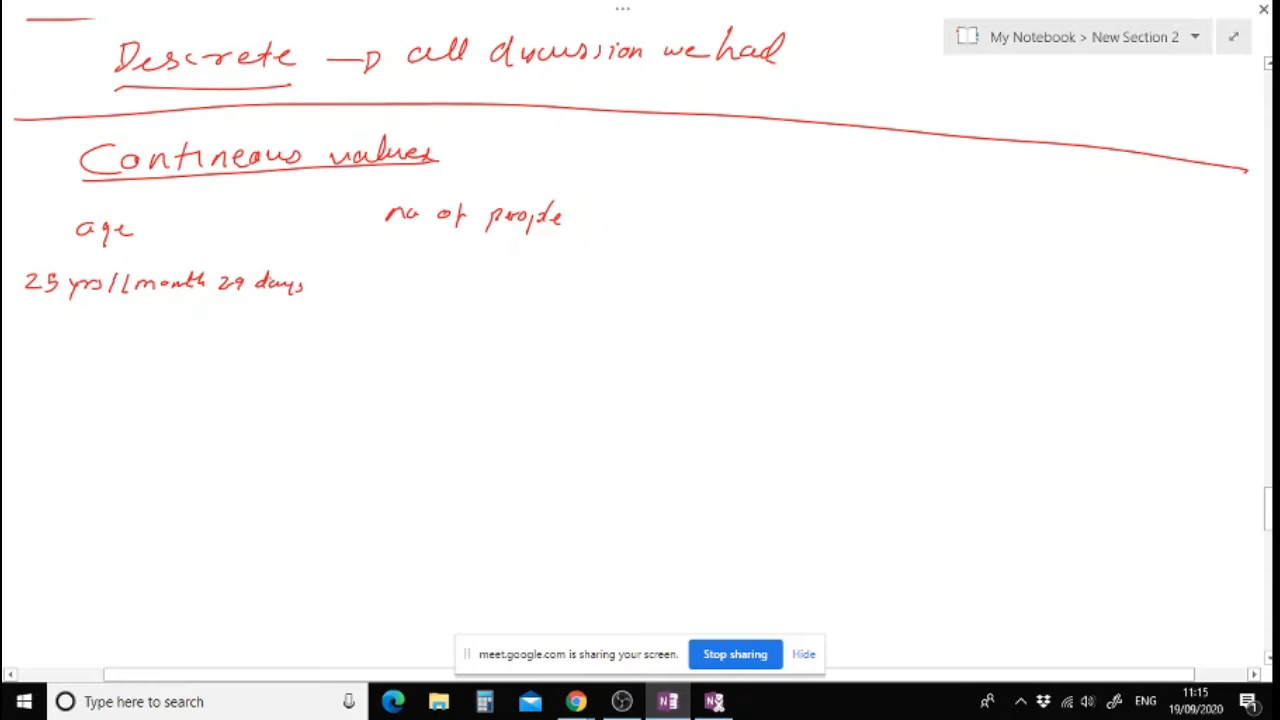 My Notebook > New Section 2
Descrete → all discussion we had
Contineous values
age
no of people
25 yrs / 1 month 29 days
meet.google.com is sharing your screen.
Stop sharing
Hide
Type here to search
ENG
11:15
19/09/2020
1